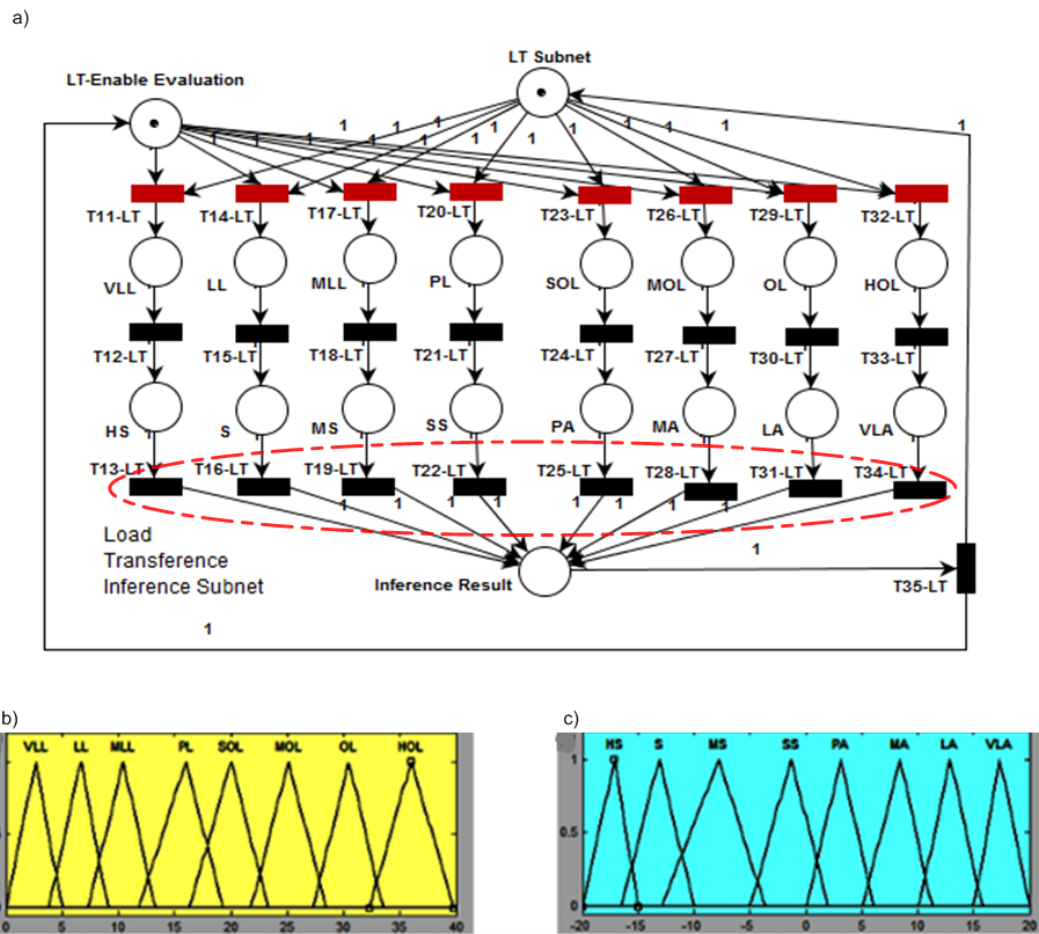 a)
LT Subnet
LT-Enable Evaluation
1 1 1 1 1 1 1 1
1 1 1 1 1 1 1 1
T11-LT T14-LT T17-LT T20-LT T23-LT T26-LT T29-LT T32-LT
VLL LL MLL PL SOL MOL OL HOL
T12-LT T15-LT T18-LT T21-LT T24-LT T27-LT T30-LT T33-LT
HS S MS SS PA MA LA VLA
T13-LT T16-LT T19-LT T22-LT T25-LT T28-LT T31-LT T34-LT
1 1 1 1 1 1 1 1
1
Load
Transference
Inference Subnet
Inference Result
T35-LT
1
b)
VLL LL MLL PL SOL MOL OL HOL
0 5 10 15 20 25 30 35 40
c)
HS S MS SS PA MA LA VLA
1
0.5
0
-20 -15 -10 -5 0 5 10 15 20